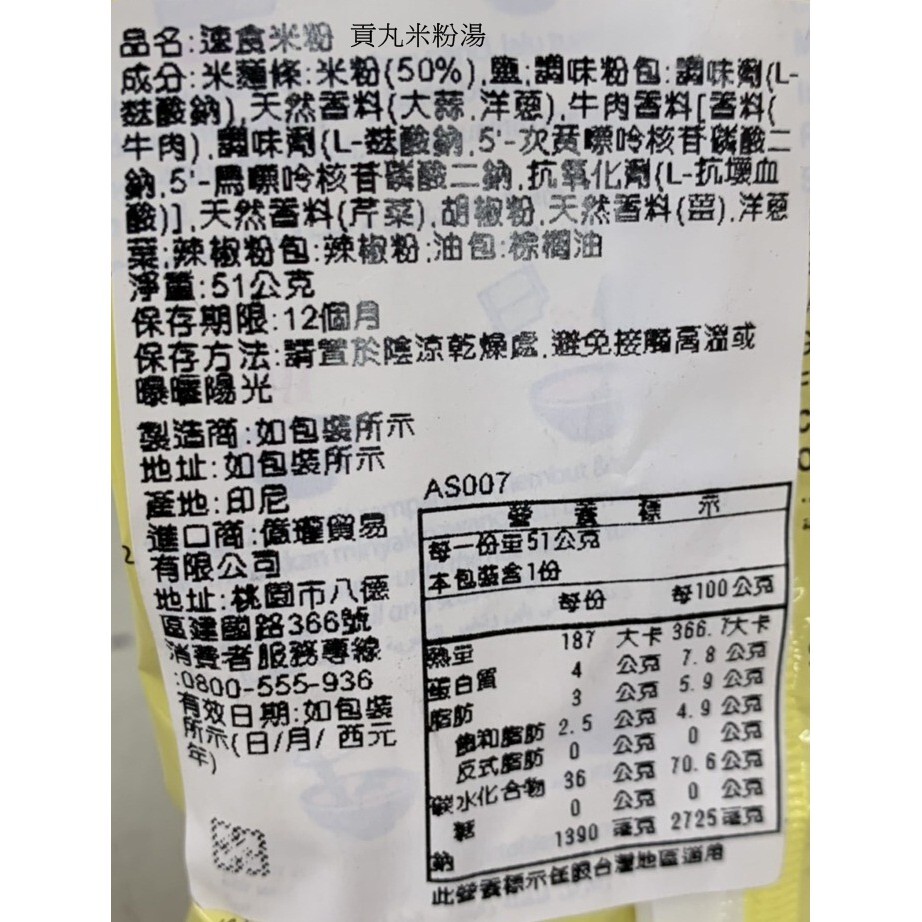 品名:速食米粉 貢丸米粉湯
成分:米麵條:米粉(50%),鹽;調味粉包:調味劑(L-
麩酸鈉),天然香料(大蒜,洋蔥),牛肉香料[香料(
牛肉),調味劑(L-麩酸鈉,5'-次黃嘌呤核苷磷酸二
鈉,5'-鳥嘌呤核苷磷酸二鈉,抗氧化劑(L-抗壞血
酸)],天然香料(芹菜),胡椒粉,天然香料(韮),洋蔥
葉;辣椒粉包:辣椒粉;油包:棕櫚油
淨重:51公克
保存期限:12個月
保存方法:請置於陰涼乾燥處,避免接觸高溫或
曝曬陽光
製造商:如包裝所示
地址:如包裝所示
產地:印尼
進口商:億瓏貿易
有限公司
地址:桃園市八德
區建國路366號
消費者服務專線
:0800-555-936
有效日期:如包裝
所示(日/月/西元
年)
AS007
營養標示
每一份量51公克
本包裝含1份
每份 每100公克
熱量 187 大卡 366.7大卡
蛋白質 4 公克 7.8 公克
脂肪 3 公克 5.9 公克
飽和脂肪 2.5 公克 4.9 公克
反式脂肪 0 公克 0 公克
碳水化合物 36 公克 70.6公克
糖 0 公克 0 公克
鈉 1390 毫克 2725毫克
此營養標示僅限台灣地區適用